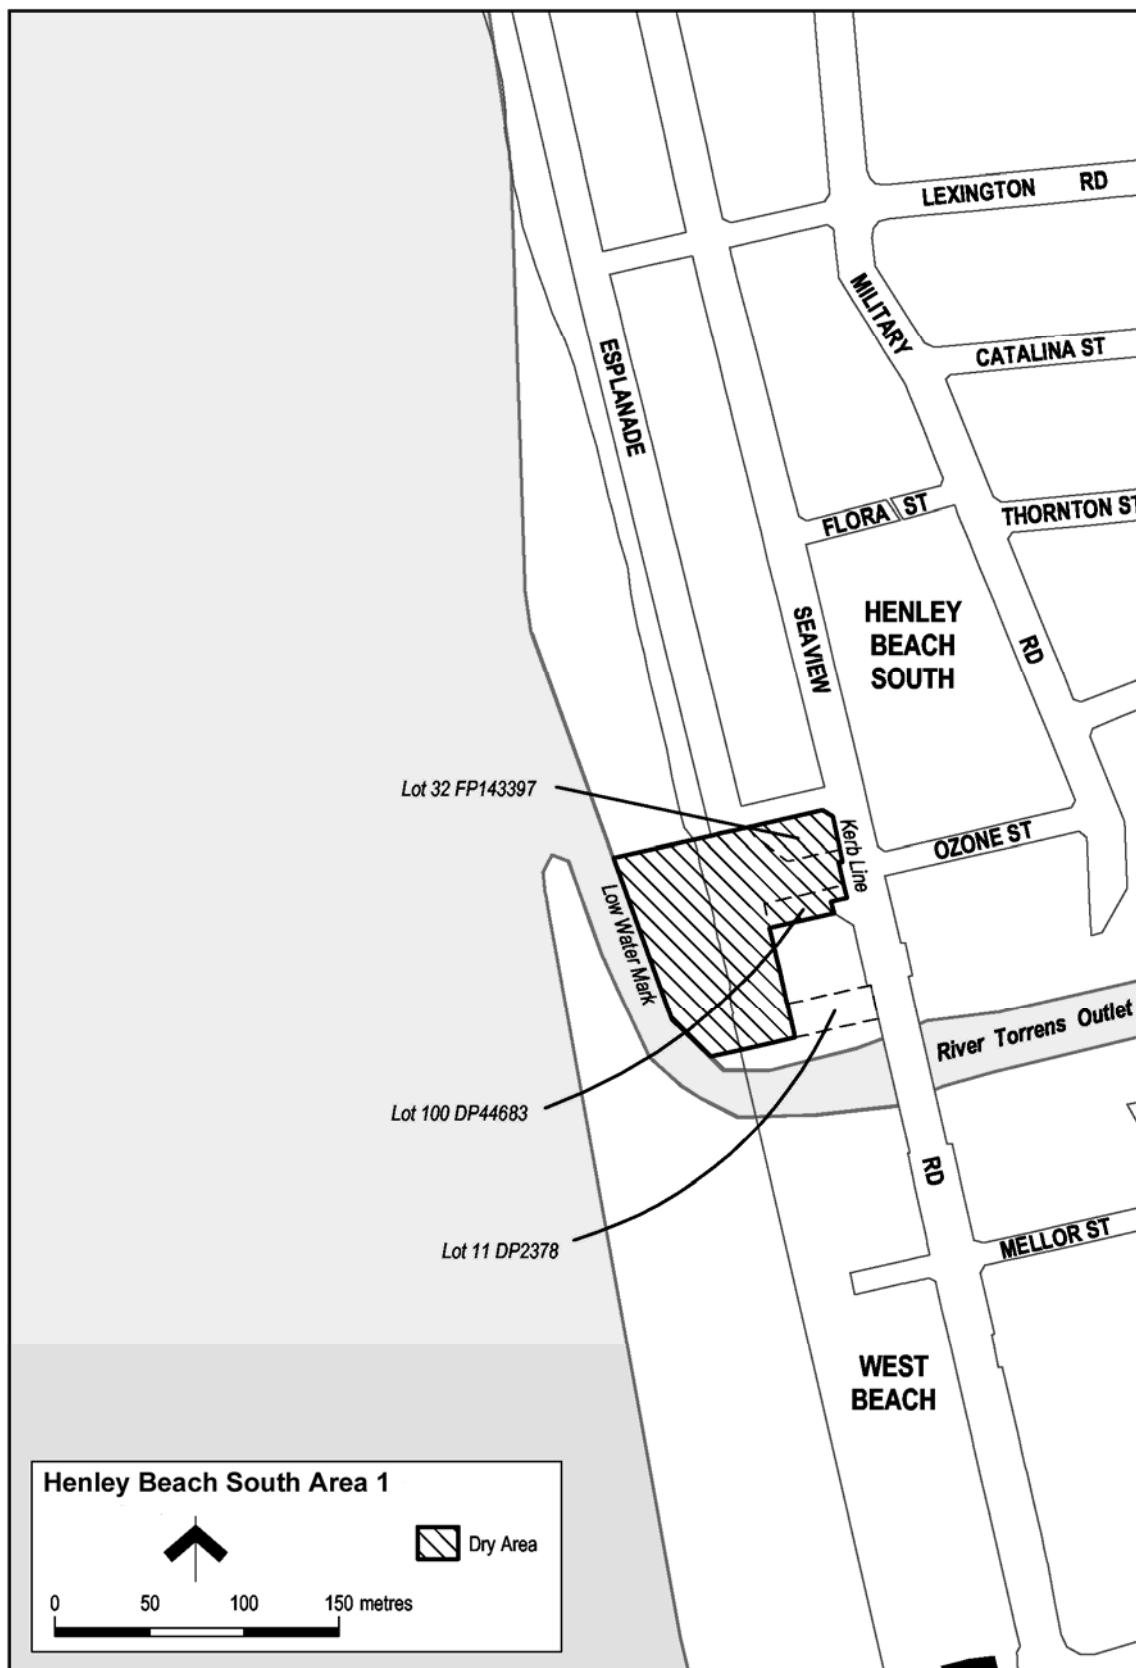 LEXINGTON RD
MILITARY
CATALINA ST
ESPLANADE
FLORA ST
THORNTON ST
SEAVIEW
HENLEY
BEACH
SOUTH
RD
Lot 32 FP143397
Kerb Line
OZONE ST
Low Water Mark
River Torrens Outlet
Lot 100 DP44683
RD
Lot 11 DP2378
MELLOR ST
WEST
BEACH
Henley Beach South Area 1
Dry Area
0 50 100 150 metres